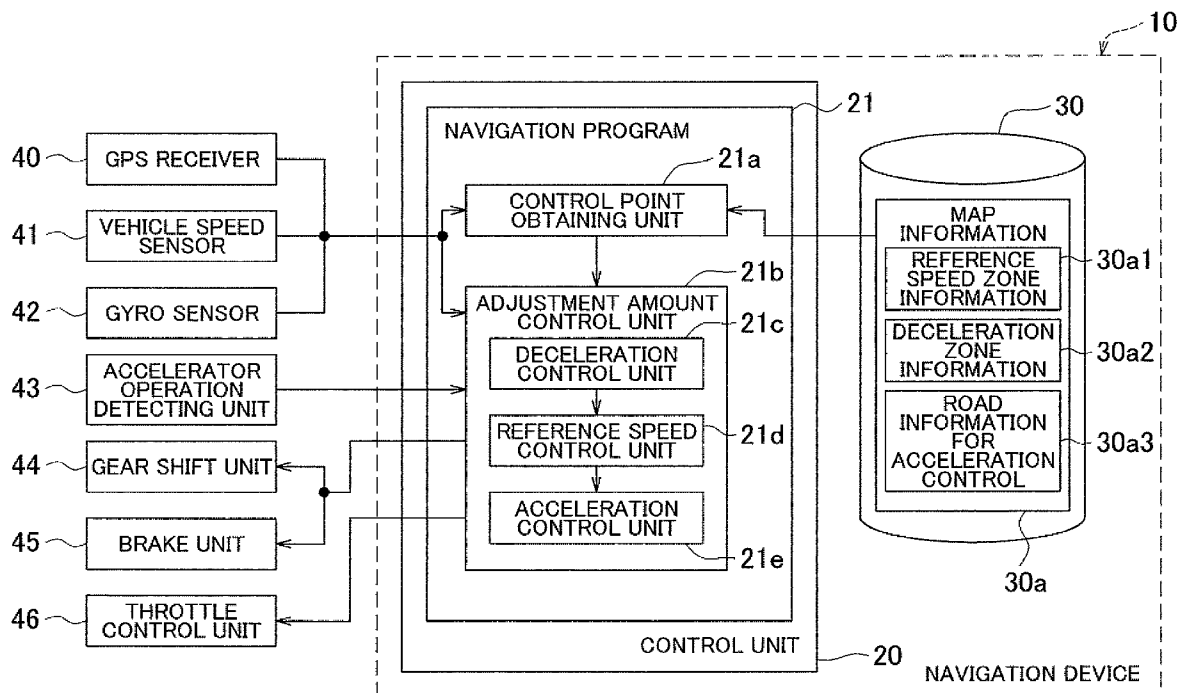 10
21
NAVIGATION PROGRAM
30
40
GPS RECEIVER
21a
CONTROL POINT
OBTAINING UNIT
41
VEHICLE SPEED
SENSOR
MAP
INFORMATION
REFERENCE
SPEED ZONE
INFORMATION
30a1
42
GYRO SENSOR
21b
ADJUSTMENT AMOUNT
CONTROL UNIT
21c
DECELERATION
CONTROL UNIT
DECELERATION
ZONE
INFORMATION
30a2
43
ACCELERATOR
OPERATION
DETECTING UNIT
REFERENCE SPEED
CONTROL UNIT
21d
ROAD
INFORMATION
FOR
ACCELERATION
CONTROL
30a3
44
GEAR SHIFT UNIT
45
BRAKE UNIT
ACCELERATION
CONTROL UNIT
21e
30a
46
THROTTLE
CONTROL UNIT
CONTROL UNIT
20
NAVIGATION DEVICE